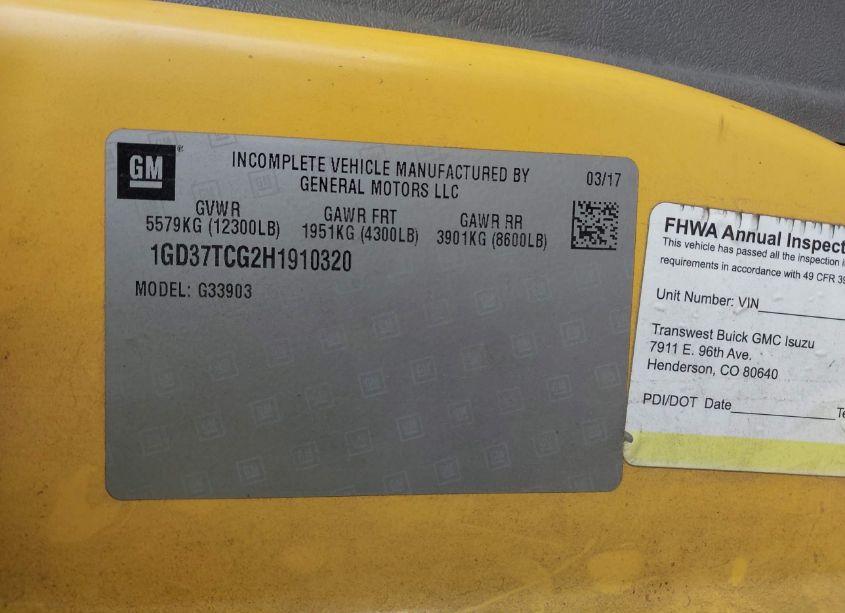 GM
INCOMPLETE VEHICLE MANUFACTURED BY
GENERAL MOTORS LLC
03/17
GVWR GAWR FRT GAWR RR
5579KG (12300LB) 1951KG (4300LB) 3901KG (8600LB)
1GD37TCG2H1910320
MODEL: G33903
FHWA Annual Inspect
This vehicle has passed all the inspection i
requirements in accordance with 49 CFR 39
Unit Number: VIN
Transwest Buick GMC Isuzu
7911 E. 96th Ave.
Henderson, CO 80640
PDI/DOT Date Te